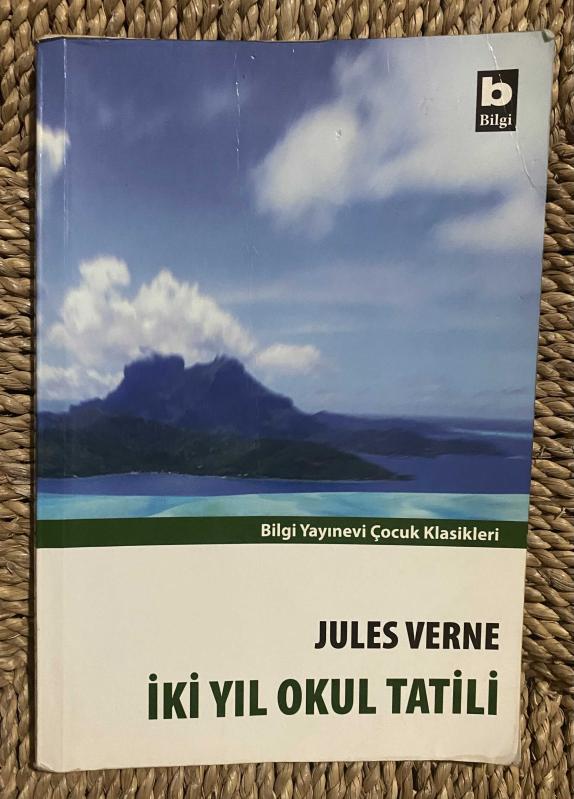 b
Bilgi
Bilgi Yayınevi Çocuk Klasikleri
JULES VERNE
İKİ YIL OKUL TATİLİ